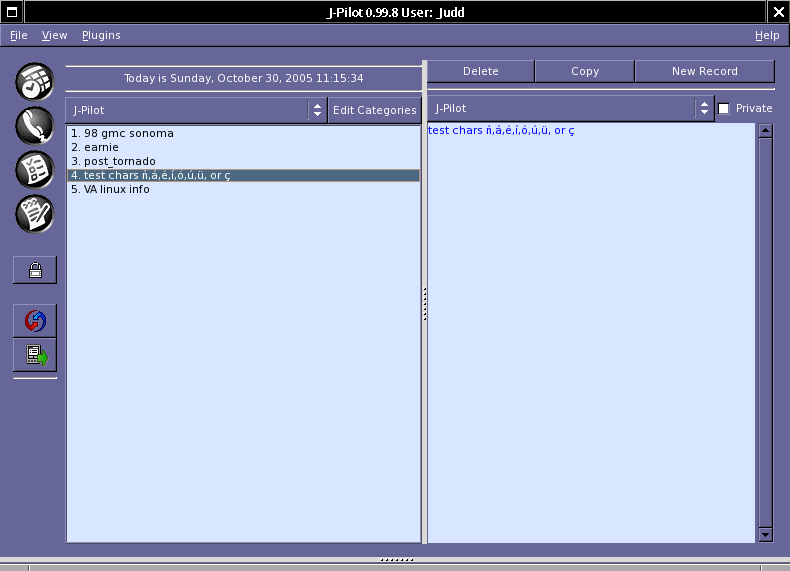 J-Pilot 0.99.8 User: Judd
File View Plugins Help
Today is Sunday, October 30, 2005 11:15:34
Delete Copy New Record
J-Pilot Edit Categories
J-Pilot Private
1. 98 gmc sonoma
2. earnie
3. post_tornado
4. test chars ñ,á,é,í,ó,ú,ü, or ç
5. VA linux info
test chars ñ,á,é,í,ó,ú,ü, or ç